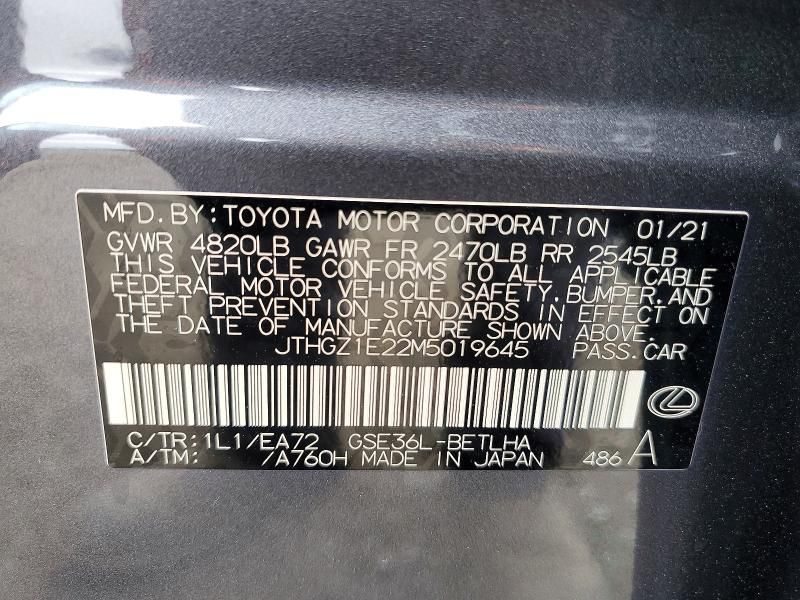 MFD. BY: TOYOTA MOTOR CORPORATION 01/21
GVWR 4820LB GAWR FR 2470LB RR 2545LB
THIS VEHICLE CONFORMS TO ALL APPLICABLE
FEDERAL MOTOR VEHICLE SAFETY, BUMPER, AND
THEFT PREVENTION STANDARDS IN EFFECT ON
THE DATE OF MANUFACTURE SHOWN ABOVE.
JTHGZ1E22M5019645 PASS. CAR
C/TR: 1L1/EA72 GSE36L-BETLHA
A/TM: /A760H MADE IN JAPAN 486 A